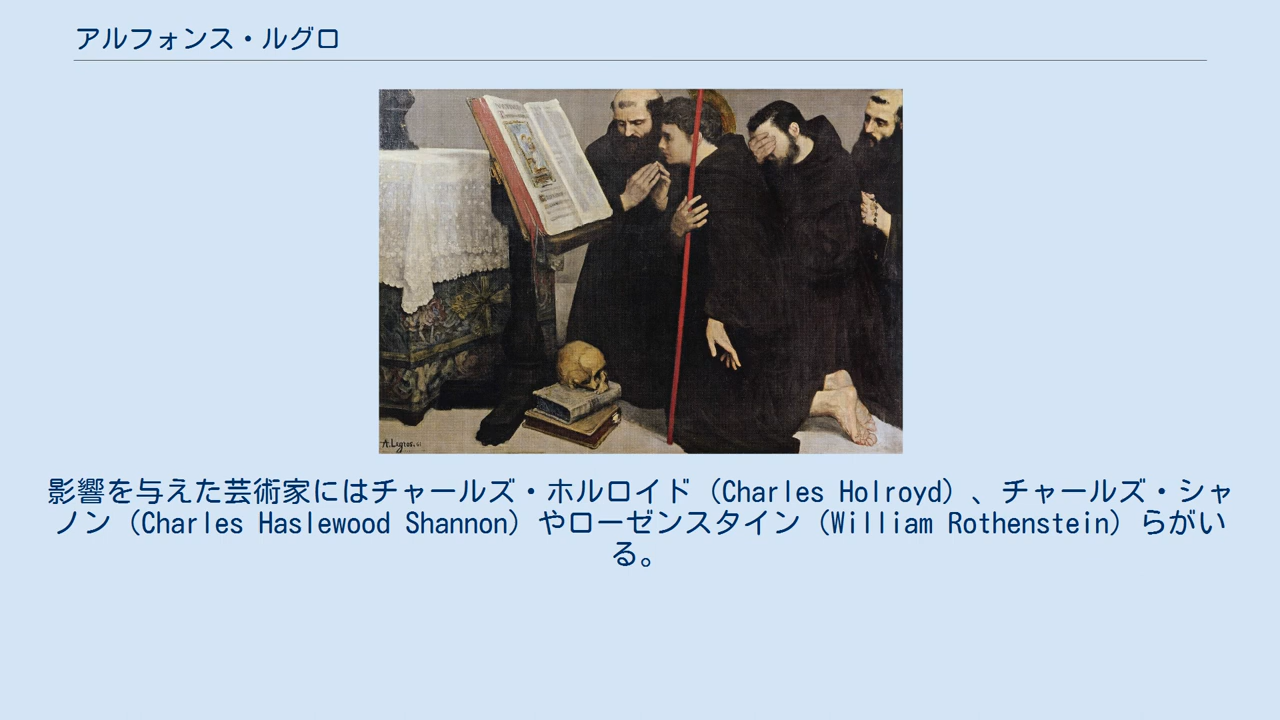 アルフォンス・ルグロ
A.Legros.
影響を与えた芸術家にはチャールズ・ホルロイド（Charles Holroyd）、チャールズ・シャ
ノン（Charles Haslewood Shannon）やローゼンスタイン（William Rothenstein）らがい
る。